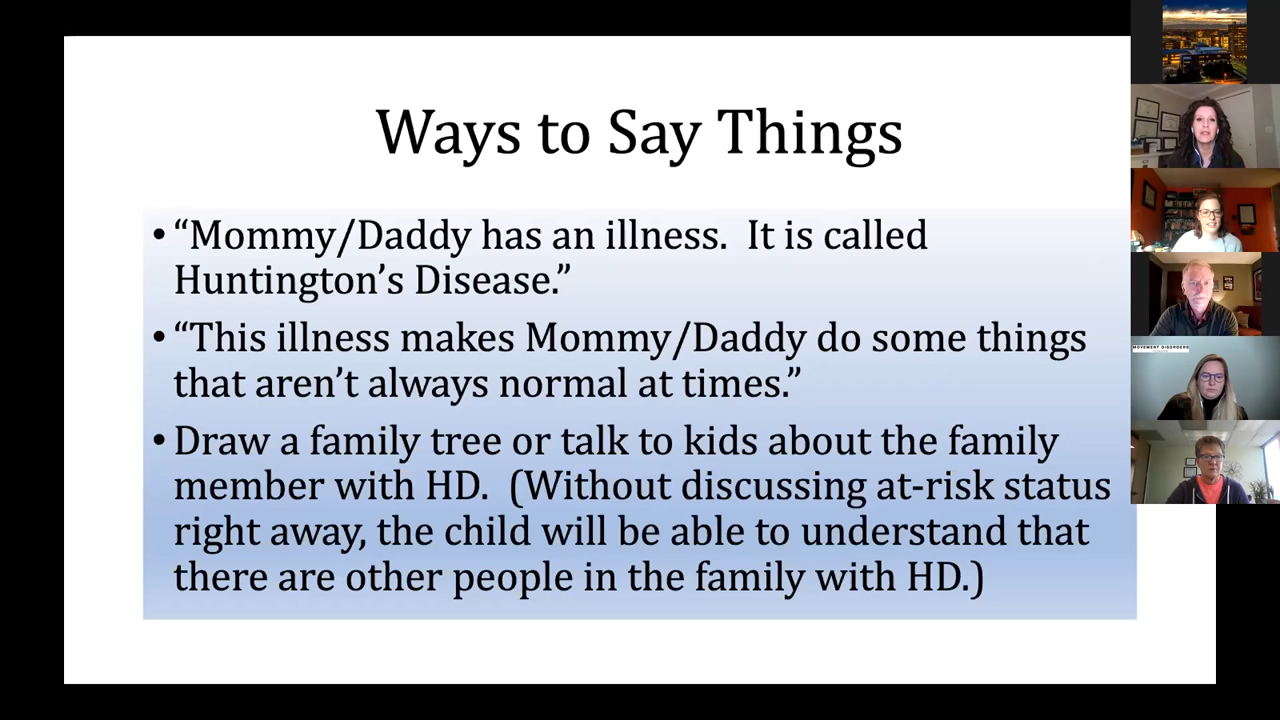 Ways to Say Things
• “Mommy/Daddy has an illness.  It is called
Huntington’s Disease.”
• “This illness makes Mommy/Daddy do some things
that aren’t always normal at times.”
• Draw a family tree or talk to kids about the family
member with HD.  (Without discussing at-risk status
right away, the child will be able to understand that
there are other people in the family with HD.)
MOVEMENT DISORDERS